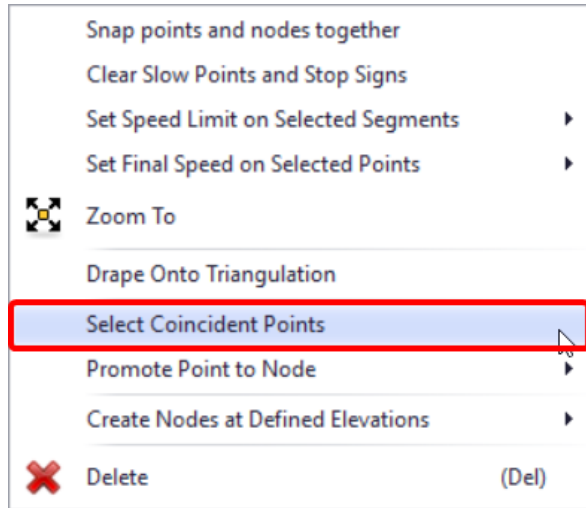 Snap points and nodes together
Clear Slow Points and Stop Signs
Set Speed Limit on Selected Segments
Set Final Speed on Selected Points
Zoom To
Drape Onto Triangulation
Select Coincident Points
Promote Point to Node
Create Nodes at Defined Elevations
Delete (Del)